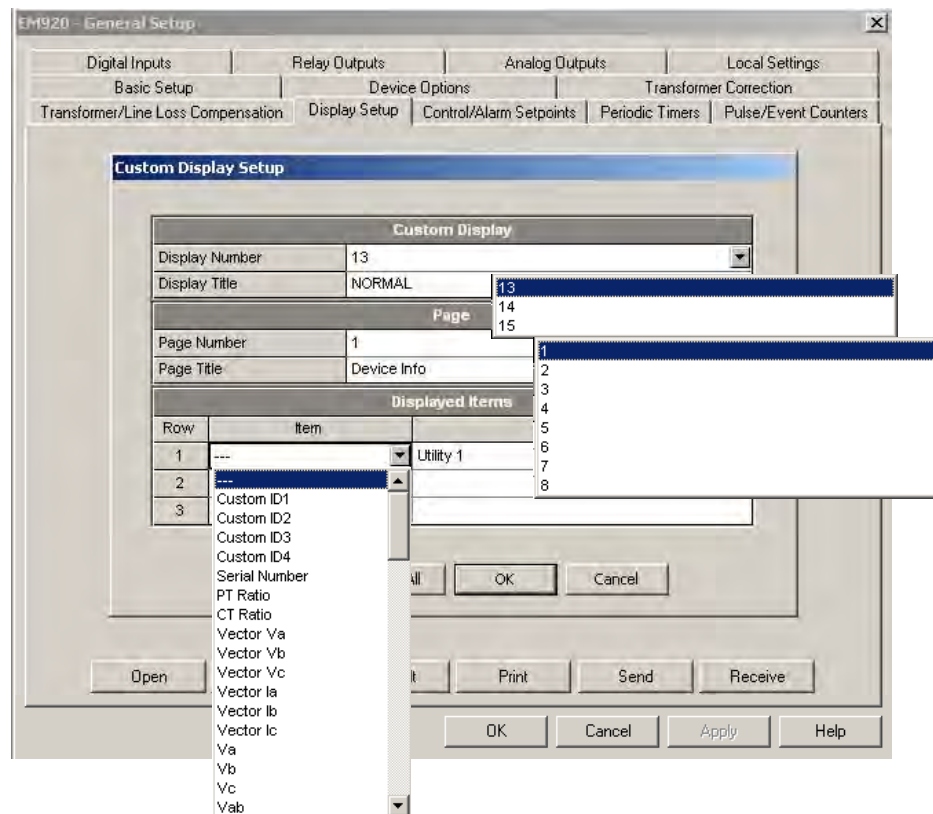 EM920 - General Setup
Digital Inputs
Relay Outputs
Analog Outputs
Local Settings
Basic Setup
Device Options
Transformer Correction
Transformer/Line Loss Compensation
Display Setup
Control/Alarm Setpoints
Periodic Timers
Pulse/Event Counters
Custom Display Setup
Custom Display
Display Number
13
Display Title
NORMAL
13
14
15
Page
Page Number
1
Page Title
Device Info
1
2
3
4
5
6
7
8
Displayed Items
Row
Item
1
---
Utility 1
2
3
---
Custom ID1
Custom ID2
Custom ID3
Custom ID4
Serial Number
PT Ratio
CT Ratio
Vector Va
Vector Vb
Vector Vc
Vector Ia
Vector Ib
Vector Ic
Va
Vb
Vc
Vab
OK
Cancel
Open
Print
Send
Receive
OK
Cancel
Apply
Help